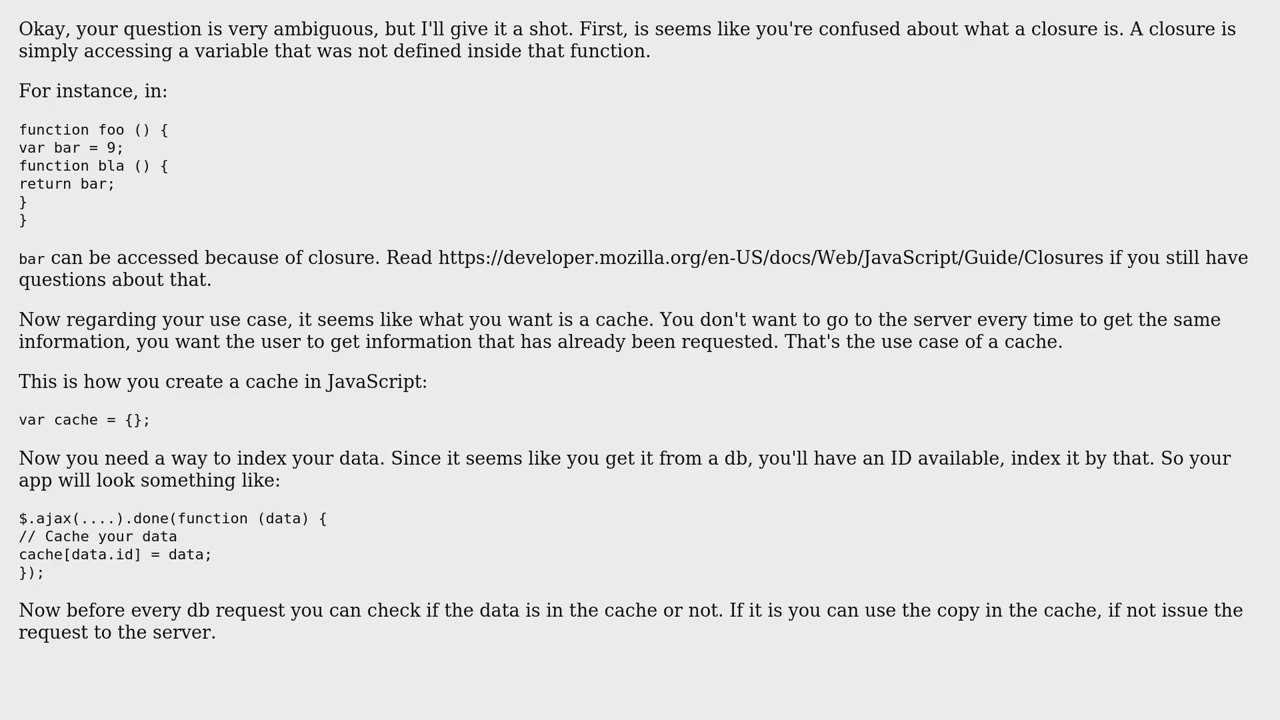 Okay, your question is very ambiguous, but I'll give it a shot. First, is seems like you're confused about what a closure is. A closure is
simply accessing a variable that was not defined inside that function.
For instance, in:
function foo () {
var bar = 9;
function bla () {
return bar;
}
}
bar can be accessed because of closure. Read https://developer.mozilla.org/en-US/docs/Web/JavaScript/Guide/Closures if you still have
questions about that.
Now regarding your use case, it seems like what you want is a cache. You don't want to go to the server every time to get the same
information, you want the user to get information that has already been requested. That's the use case of a cache.
This is how you create a cache in JavaScript:
var cache = {};
Now you need a way to index your data. Since it seems like you get it from a db, you'll have an ID available, index it by that. So your
app will look something like:
$.ajax(....).done(function (data) {
// Cache your data
cache[data.id] = data;
});
Now before every db request you can check if the data is in the cache or not. If it is you can use the copy in the cache, if not issue the
request to the server.